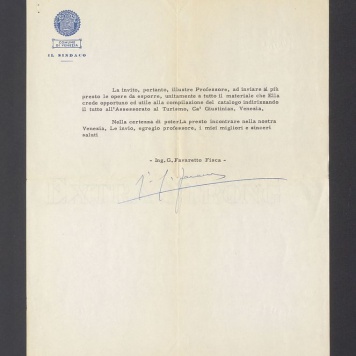 COMUNE
DI VENEZIA
IL SINDACO
La invito, pertanto, illustre Professore, ad inviare al più
presto le opere da esporre, unitamente a tutto il materiale che Ella
crede opportuno ed utile alla compilazione del catalogo indirizzando
il tutto all'Assessorato al Turismo, Ca' Giustinian, Venezia.
Nella certezza di poterLa presto incontrare nella nostra
Venezia, Le invio, egregio professore, i miei migliori e sinceri
saluti
- Ing. G. Favaretto Fisca -